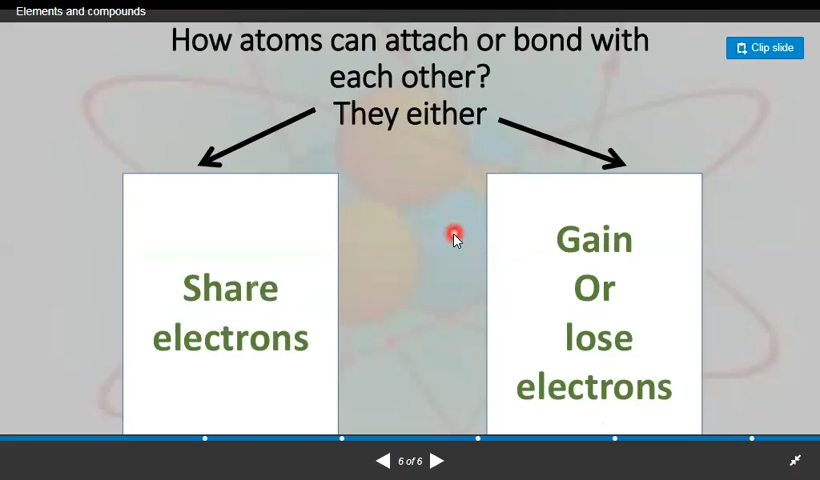 Elements and compounds
How atoms can attach or bond with
each other?
They either
Clip slide
Share
electrons
Gain
Or
lose
electrons
6 of 6